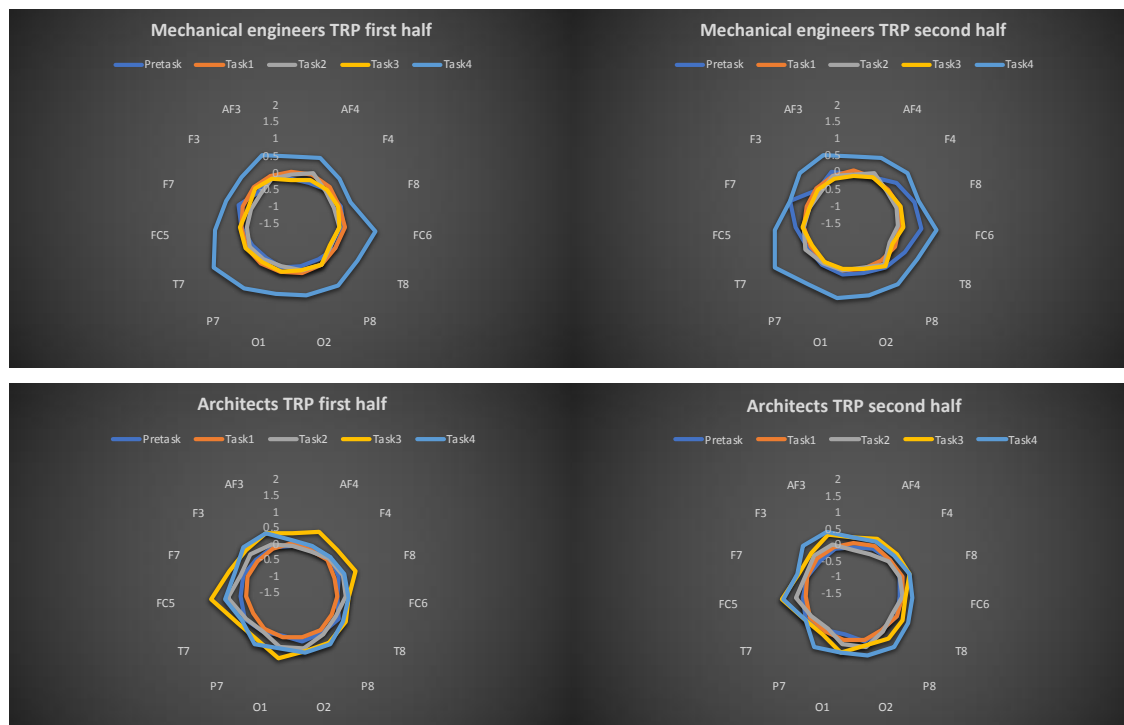 Mechanical engineers TRP first half
Pretask Task1 Task2 Task3 Task4
2
AF3 AF4
1.5
F3 1 F4
0.5
0
F7 0.5 F8
-1
-1.5
FC5 FC6
T7 T8
P7 P8
O1 O2
Mechanical engineers TRP second half
Pretask Task1 Task2 Task3 Task4
2
AF3 AF4
1.5
F3 1 F4
0.5
0
F7 0.5 F8
-1
-1.5
FC5 FC6
T7 T8
P7 P8
O1 O2
Architects TRP first half
Pretask Task1 Task2 Task3 Task4
2
AF3 AF4
1.5
F3 1 F4
0.5
0
F7 0.5 F8
-1
-1.5
FC5 FC6
T7 T8
P7 P8
O1 O2
Architects TRP second half
Pretask Task1 Task2 Task3 Task4
2
AF3 AF4
1.5
F3 1 F4
0.5
0
F7 0.5 F8
-1
-1.5
FC5 FC6
T7 T8
P7 P8
O1 O2